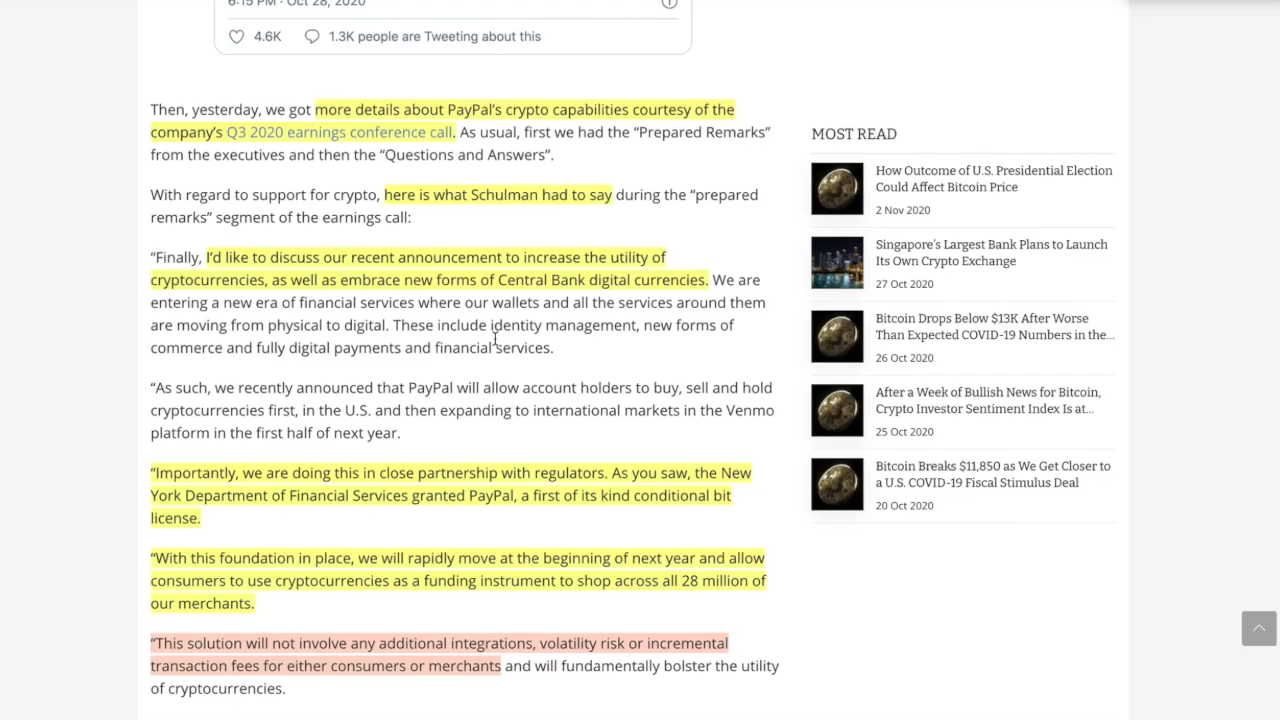 6:15 PM · Oct 28, 2020
4.6K 1.3K people are Tweeting about this
Then, yesterday, we got more details about PayPal’s crypto capabilities courtesy of the
company’s Q3 2020 earnings conference call. As usual, first we had the “Prepared Remarks”
from the executives and then the “Questions and Answers”.
With regard to support for crypto, here is what Schulman had to say during the “prepared
remarks” segment of the earnings call:
“Finally, I’d like to discuss our recent announcement to increase the utility of
cryptocurrencies, as well as embrace new forms of Central Bank digital currencies. We are
entering a new era of financial services where our wallets and all the services around them
are moving from physical to digital. These include identity management, new forms of
commerce and fully digital payments and financial services.
“As such, we recently announced that PayPal will allow account holders to buy, sell and hold
cryptocurrencies first, in the U.S. and then expanding to international markets in the Venmo
platform in the first half of next year.
“Importantly, we are doing this in close partnership with regulators. As you saw, the New
York Department of Financial Services granted PayPal, a first of its kind conditional bit
license.
“With this foundation in place, we will rapidly move at the beginning of next year and allow
consumers to use cryptocurrencies as a funding instrument to shop across all 28 million of
our merchants.
“This solution will not involve any additional integrations, volatility risk or incremental
transaction fees for either consumers or merchants and will fundamentally bolster the utility
of cryptocurrencies.
MOST READ
How Outcome of U.S. Presidential Election
Could Affect Bitcoin Price
2 Nov 2020
Singapore’s Largest Bank Plans to Launch
Its Own Crypto Exchange
27 Oct 2020
Bitcoin Drops Below $13K After Worse
Than Expected COVID-19 Numbers in the...
26 Oct 2020
After a Week of Bullish News for Bitcoin,
Crypto Investor Sentiment Index Is at...
25 Oct 2020
Bitcoin Breaks $11,850 as We Get Closer to
a U.S. COVID-19 Fiscal Stimulus Deal
20 Oct 2020